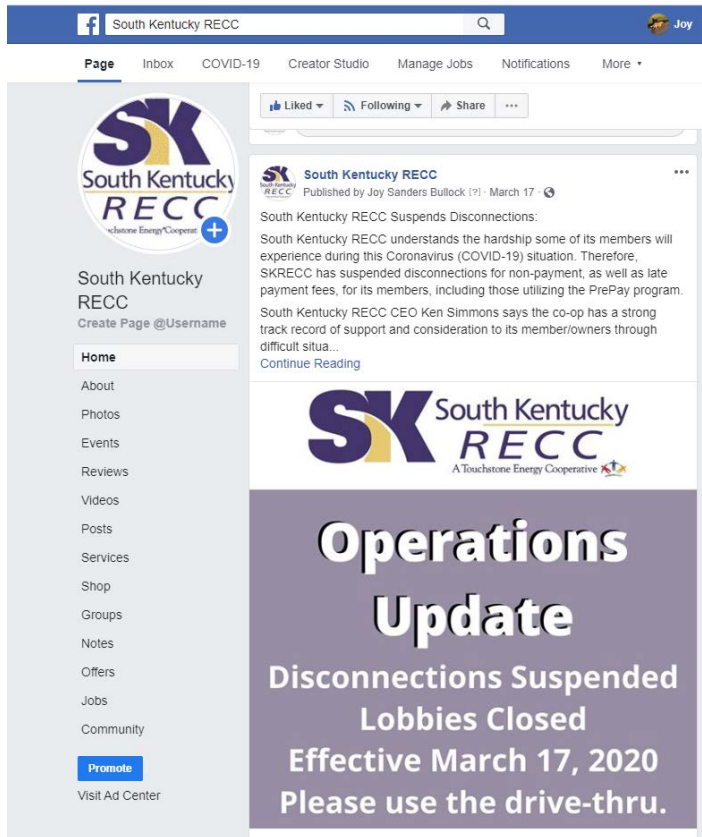 South Kentucky RECC
Joy
Page Inbox COVID-19 Creator Studio Manage Jobs Notifications More
Liked Following Share ...
SK
South Kentucky
RECC
South Kentucky
RECC
Create Page @Username
Home
About
Photos
Events
Reviews
Videos
Posts
Services
Shop
Groups
Notes
Offers
Jobs
Community
Promote
Visit Ad Center
SK
South Kentucky
RECC
South Kentucky RECC
Published by Joy Sanders Bullock [?] · March 17 ·
South Kentucky RECC Suspends Disconnections:
South Kentucky RECC understands the hardship some of its members will
experience during this Coronavirus (COVID-19) situation. Therefore,
SKRECC has suspended disconnections for non-payment, as well as late
payment fees, for its members, including those utilizing the PrePay program.
South Kentucky RECC CEO Ken Simmons says the co-op has a strong
track record of support and consideration to its member/owners through
difficult situa...
Continue Reading
SK South Kentucky
RECC
A Touchstone Energy Cooperative
Operations
Update
Disconnections Suspended
Lobbies Closed
Effective March 17, 2020
Please use the drive-thru.